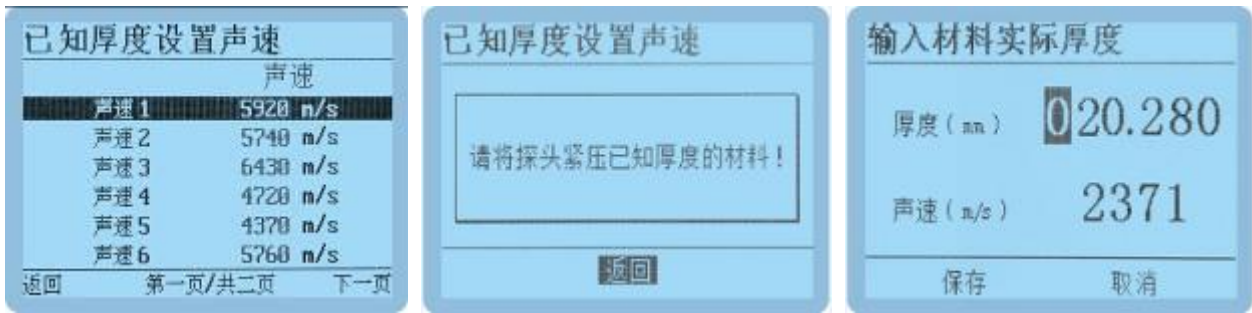 已知厚度设置声速
声速
声速1 5920 m/s
声速2 5740 m/s
声速3 6430 m/s
声速4 4720 m/s
声速5 4370 m/s
声速6 5760 m/s
返回 第一页/共二页 下一页
已知厚度设置声速
请将探头紧压已知厚度的材料！
返回
输入材料实际厚度
厚度(mm) 020.280
声速(m/s) 2371
保存 取消